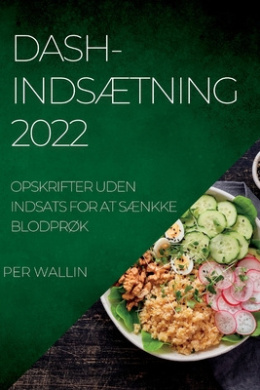 DASH-
INDSÆTNING
2022
OPSKRIFTER UDEN
INDSATS FOR AT SÆNKKE
BLODPRØK
PER WALLIN